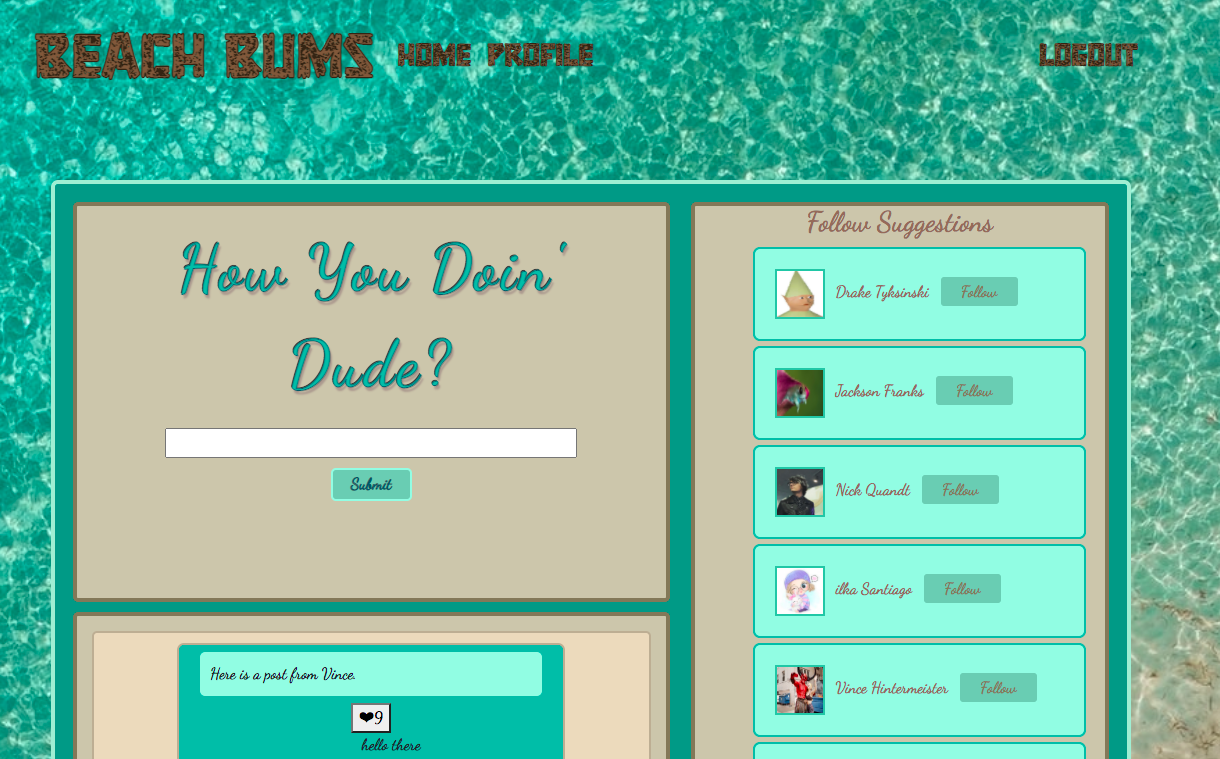 BEACH BUMS HOME PROFILE LOGOUT
How You Doin'
Dude?
Submit
Here is a post from Vince.
❤9
hello there
Follow Suggestions
Drake Tyksinski Follow
Jackson Franks Follow
Nick Quandt Follow
ilka Santiago Follow
Vince Hintermeister Follow